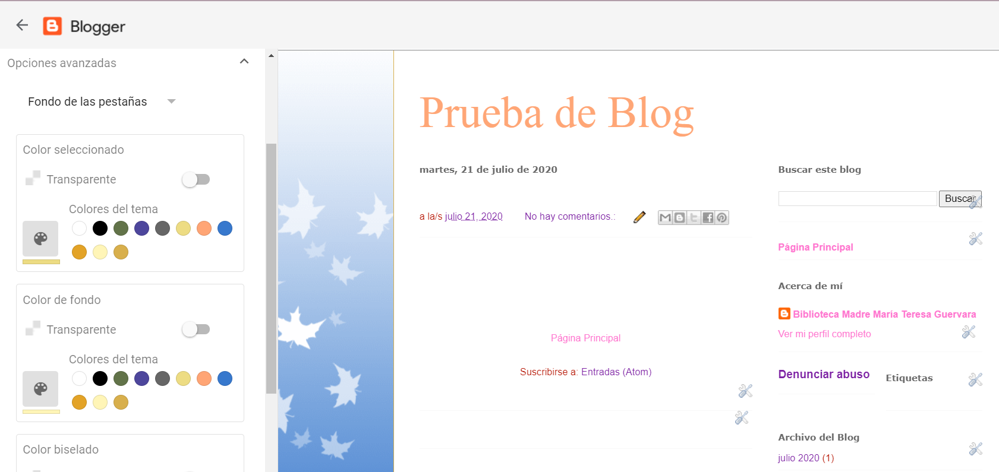 Blogger
Opciones avanzadas
Fondo de las pestañas
Color seleccionado
Transparente
Colores del tema
Color de fondo
Transparente
Colores del tema
Color biselado
Prueba de Blog
martes, 21 de julio de 2020
a la/s julio 21, 2020 No hay comentarios.:
Página Principal
Suscribirse a: Entradas (Atom)
Buscar este blog
Buscar
Página Principal
Acerca de mí
Biblioteca Madre María Teresa Guervara
Ver mi perfil completo
Denunciar abuso
Etiquetas
Archivo del Blog
julio 2020 (1)